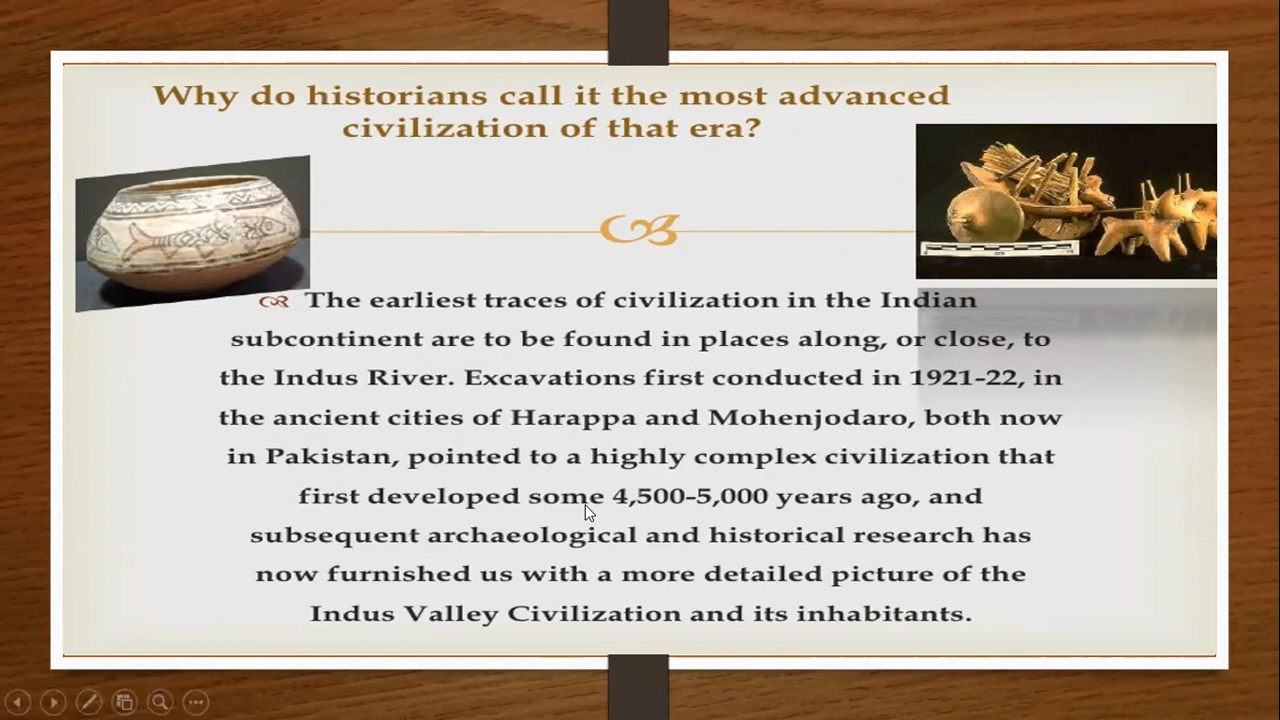 Why do historians call it the most advanced
civilization of that era?
The earliest traces of civilization in the Indian
subcontinent are to be found in places along, or close, to
the Indus River. Excavations first conducted in 1921-22, in
the ancient cities of Harappa and Mohenjodaro, both now
in Pakistan, pointed to a highly complex civilization that
first developed some 4,500-5,000 years ago, and
subsequent archaeological and historical research has
now furnished us with a more detailed picture of the
Indus Valley Civilization and its inhabitants.